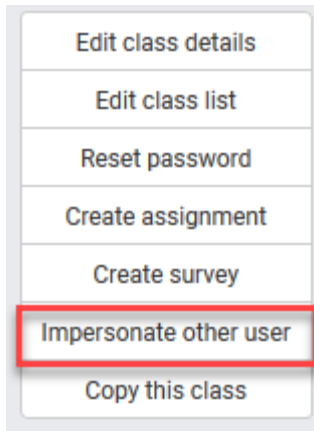 Edit class details
Edit class list
Reset password
Create assignment
Create survey
Impersonate other user
Copy this class